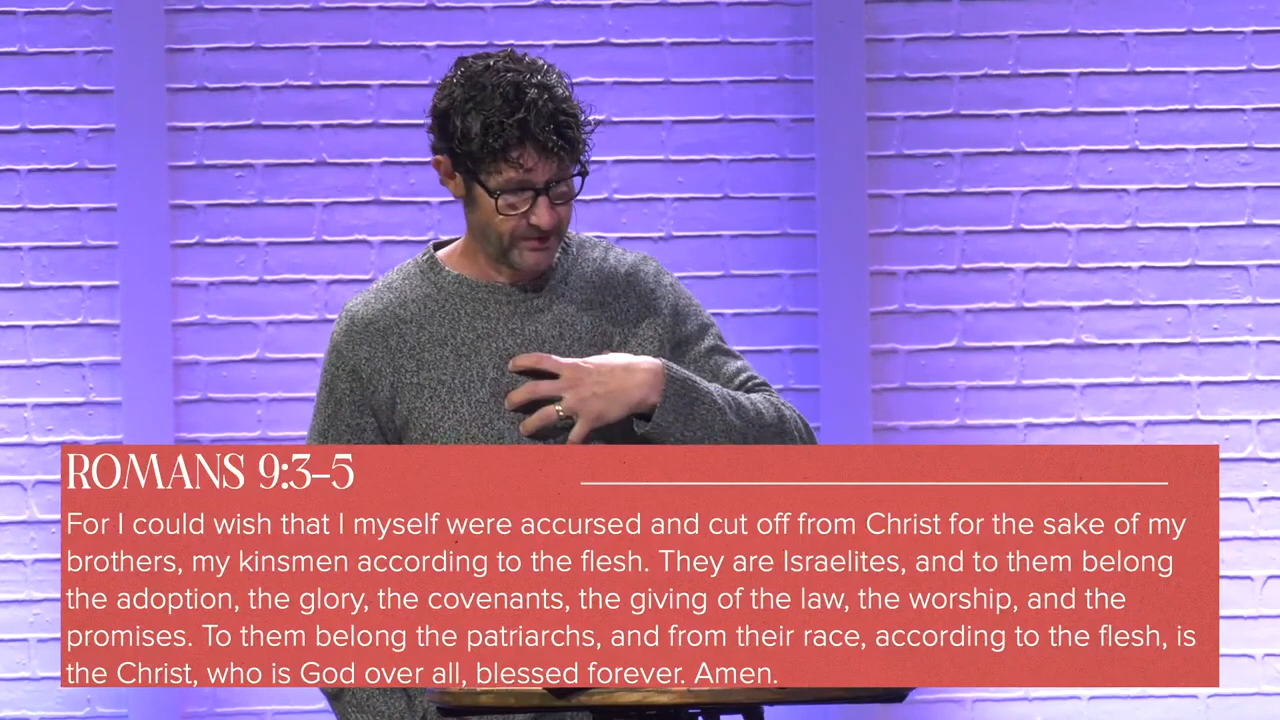 ROMANS 9:3–5
For I could wish that I myself were accursed and cut off from Christ for the sake of my
brothers, my kinsmen according to the flesh. They are Israelites, and to them belong
the adoption, the glory, the covenants, the giving of the law, the worship, and the
promises. To them belong the patriarchs, and from their race, according to the flesh, is
the Christ, who is God over all, blessed forever. Amen.